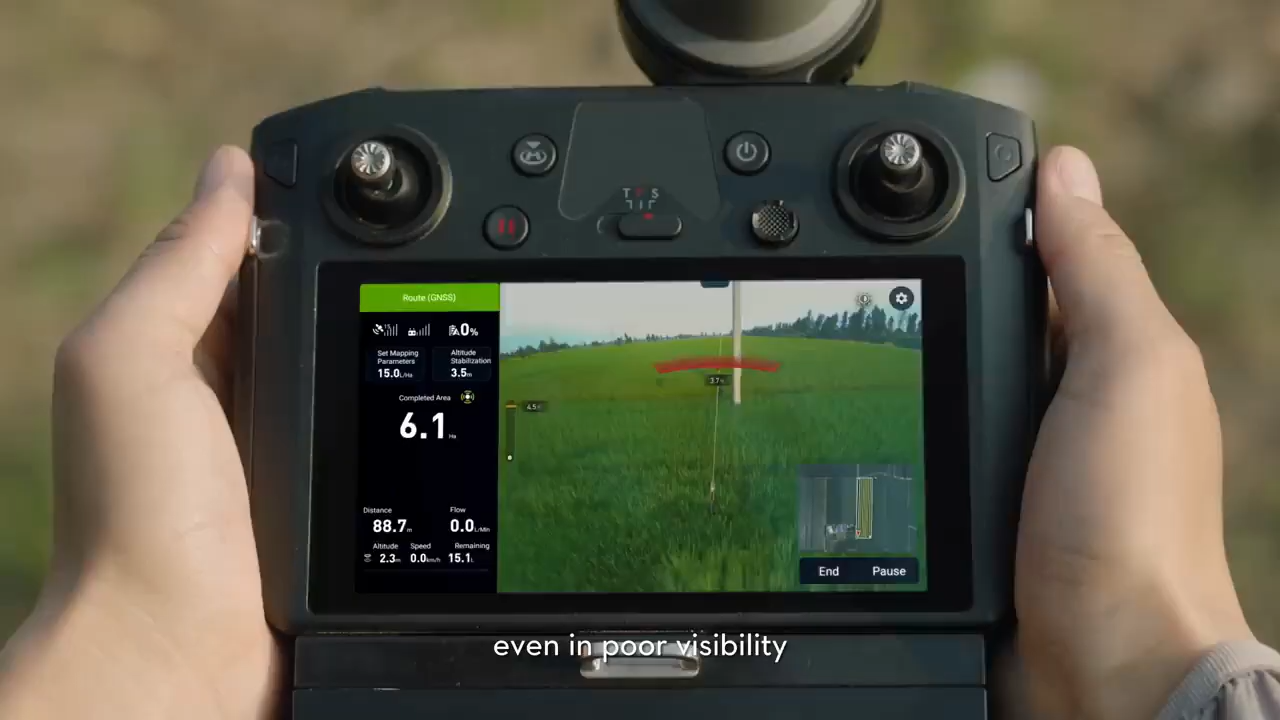 T P S
Route (GNSS)
0%
Set Mapping
Parameters
15.0L/Ha
Altitude
Stabilization
3.5m
Completed Area
6.1 Ha
Distance
88.7m
Flow
0.0L/Min
Altitude
2.3m
Speed
0.0km/h
Remaining
15.1L
4.5
3.7
End
Pause
even in poor visibility